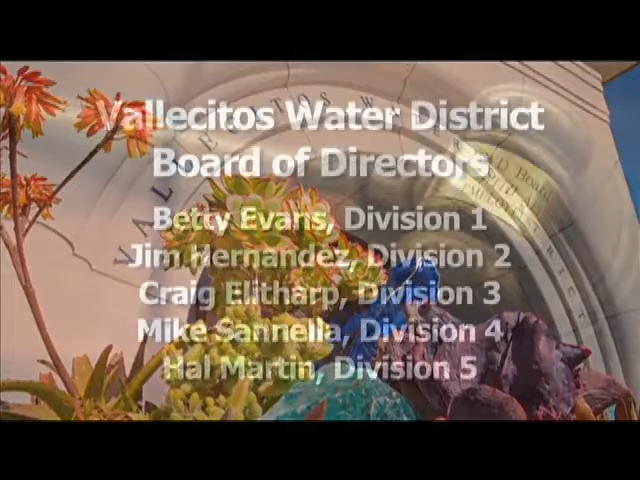 Vallecitos Water District
Board of Directors
Betty Evans, Division 1
Jim Hernandez, Division 2
Craig Elitharp, Division 3
Mike Sannella, Division 4
Hal Martin, Division 5